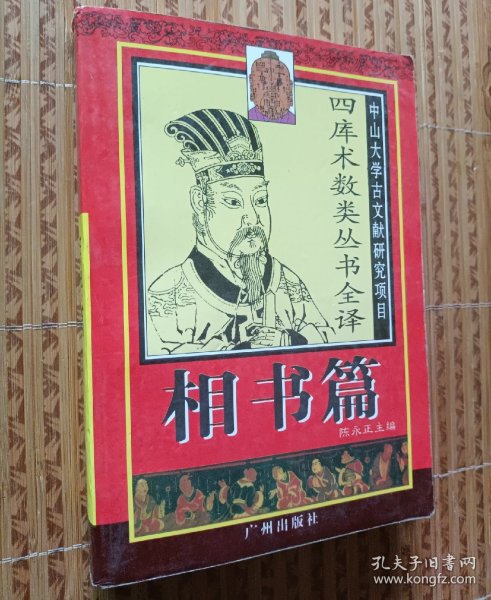 中山大学古文献研究项目
四库术数类丛书全译
相书篇
陈永正主编
广州出版社
孔夫子旧书网
www.kongfz.com